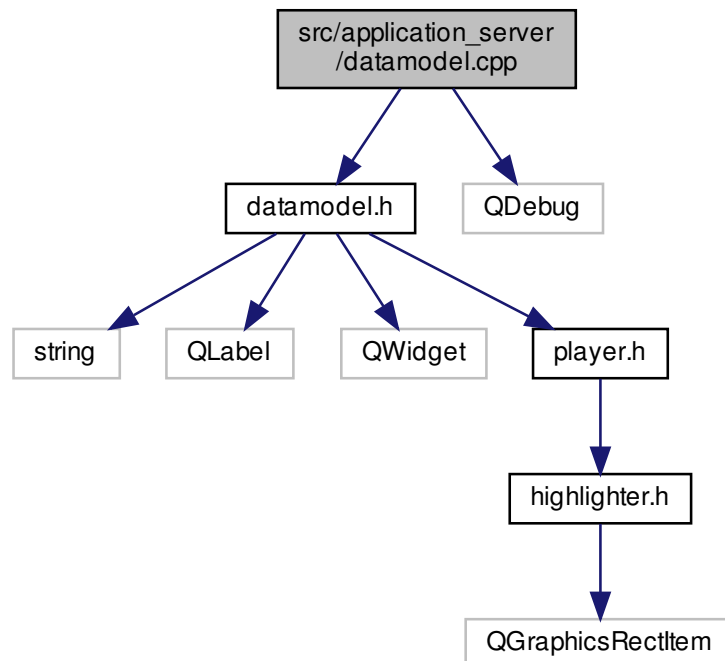 src/application_server
/datamodel.cpp
datamodel.h
QDebug
string
QLabel
QWidget
player.h
highlighter.h
QGraphicsRectItem